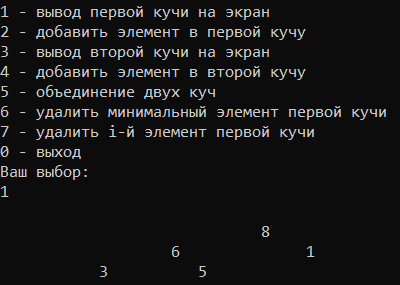 1 - вывод первой кучи на экран
2 - добавить элемент в первую кучу
3 - вывод второй кучи на экран
4 - добавить элемент в второй кучу
5 - объединение двух куч
6 - удалить минимальный элемент первой кучи
7 - удалить i-й элемент первой кучи
0 - выход
Ваш выбор:
1
8
6 1
3 5